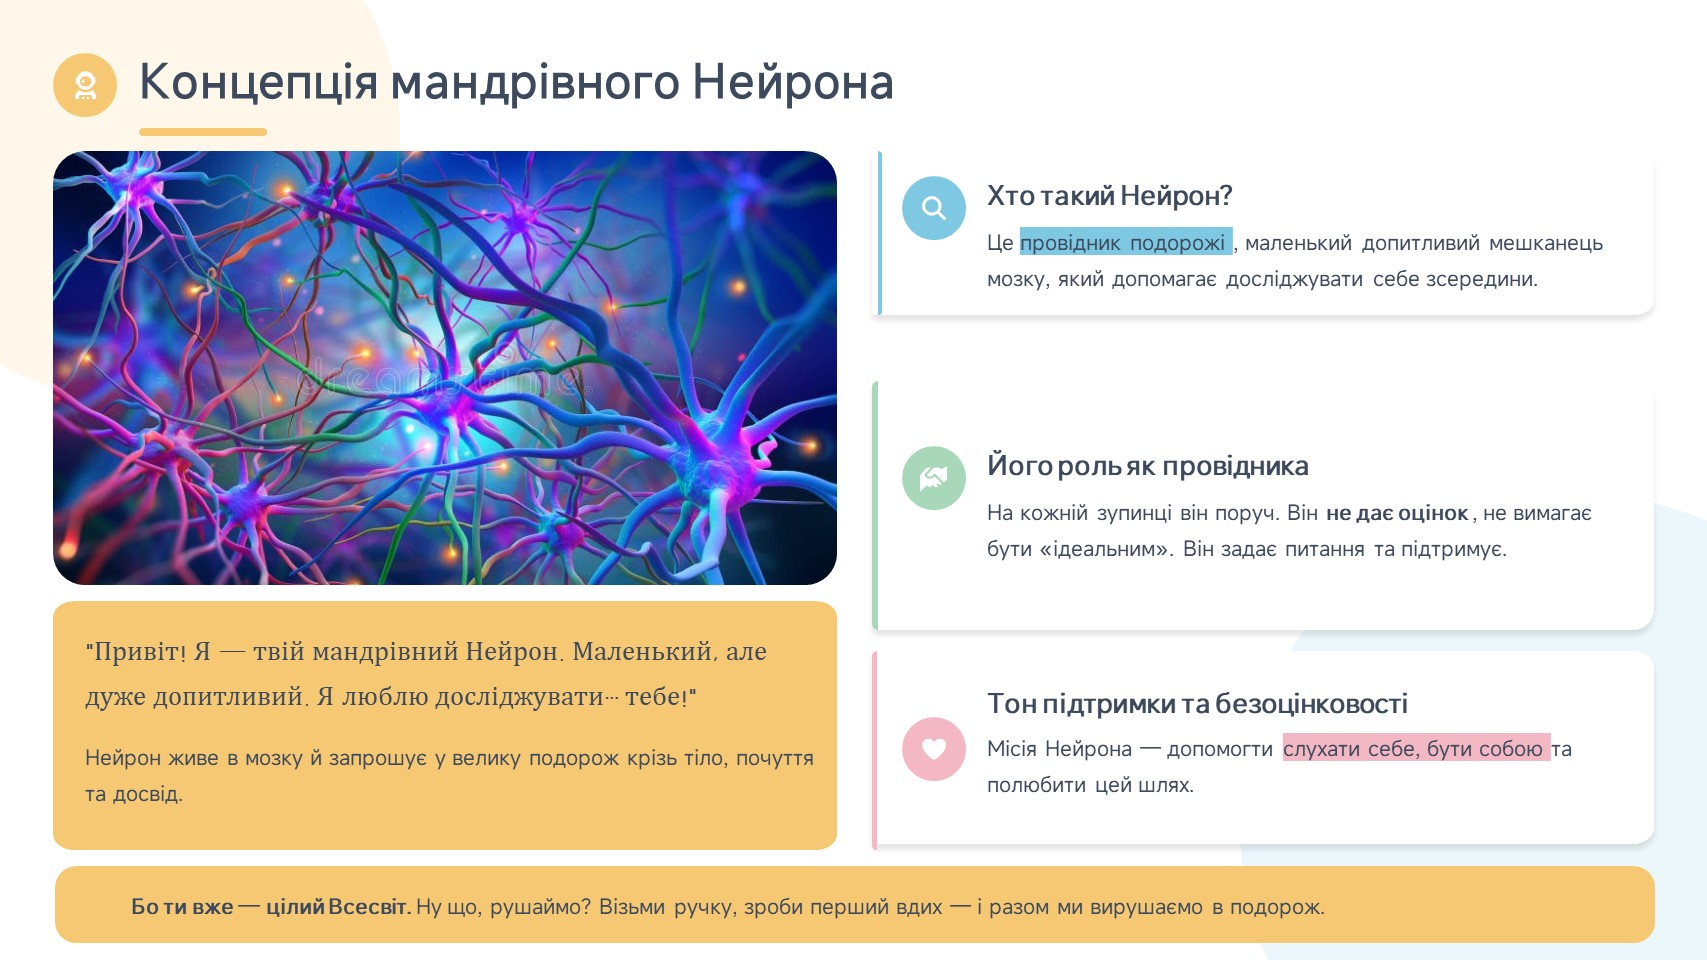 Концепція мандрівного Нейрона
dreamstime.
"Привіт! Я — твій мандрівний Нейрон. Маленький, але
дуже допитливий. Я люблю досліджувати... тебе!"
Нейрон живе в мозку й запрошує у велику подорож крізь тіло, почуття
та досвід.
Хто такий Нейрон?
Це провідник подорожі , маленький допитливий мешканець
мозку, який допомагає досліджувати себе зсередини.
Його роль як провідника
На кожній зупинці він поруч. Він не дає оцінок , не вимагає
бути «ідеальним». Він задає питання та підтримує.
Тон підтримки та безоцінковості
Місія Нейрона — допомогти слухати себе, бути собою та
полюбити цей шлях.
Бо ти вже — цілий Всесвіт. Ну що, рушаймо? Візьми ручку, зроби перший вдих — і разом ми вирушаємо в подорож.